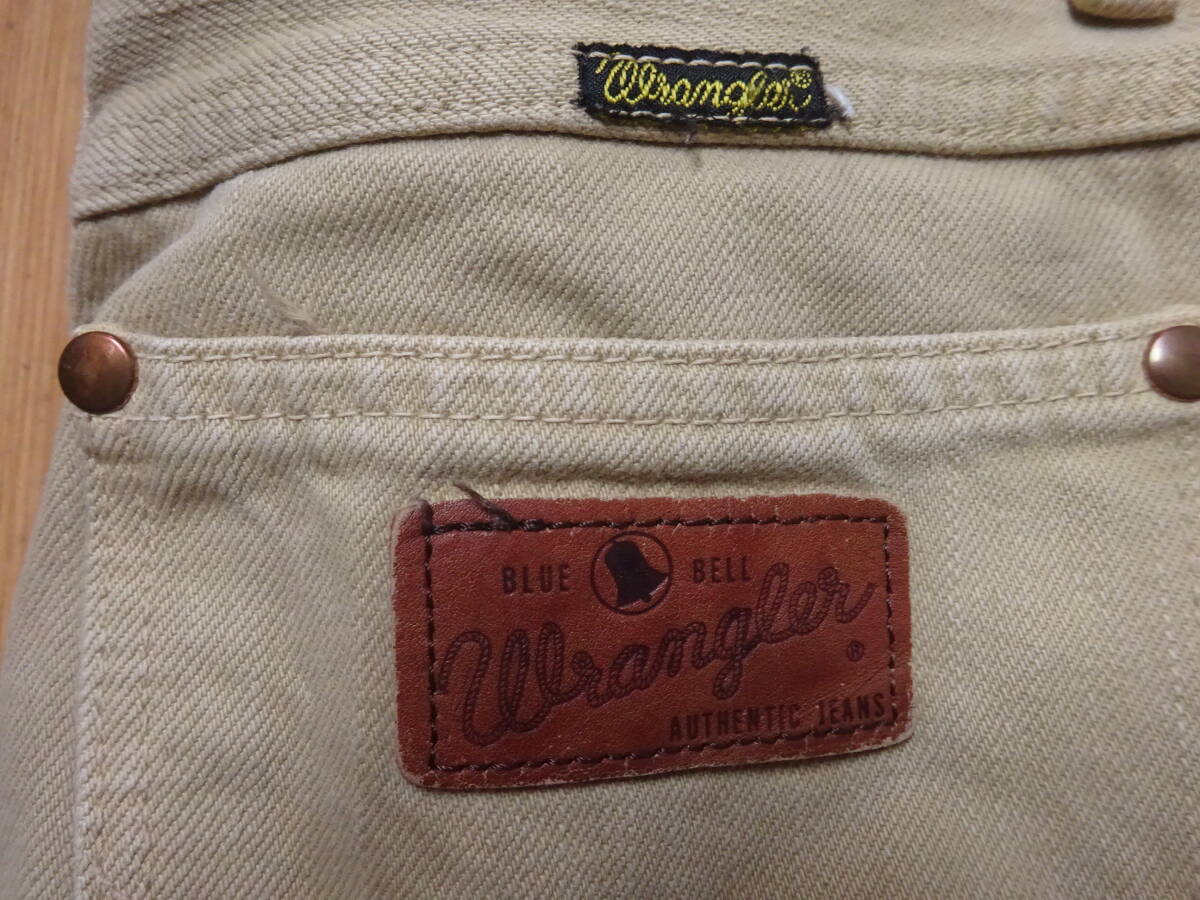 Wrangler®
BLUE BELL
Wrangler
®
AUTHENTIC JEANS